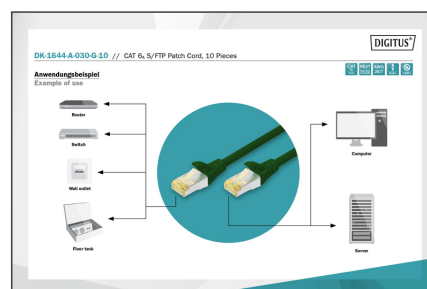 DIGITUS®
DK-1644-A-030-G-10 // CAT 6A S/FTP Patch Cord, 10 Pieces
Anwendungsbeispiel
Example of use
Router
Switch
Wall outlet
Floor tank
Computer
Server